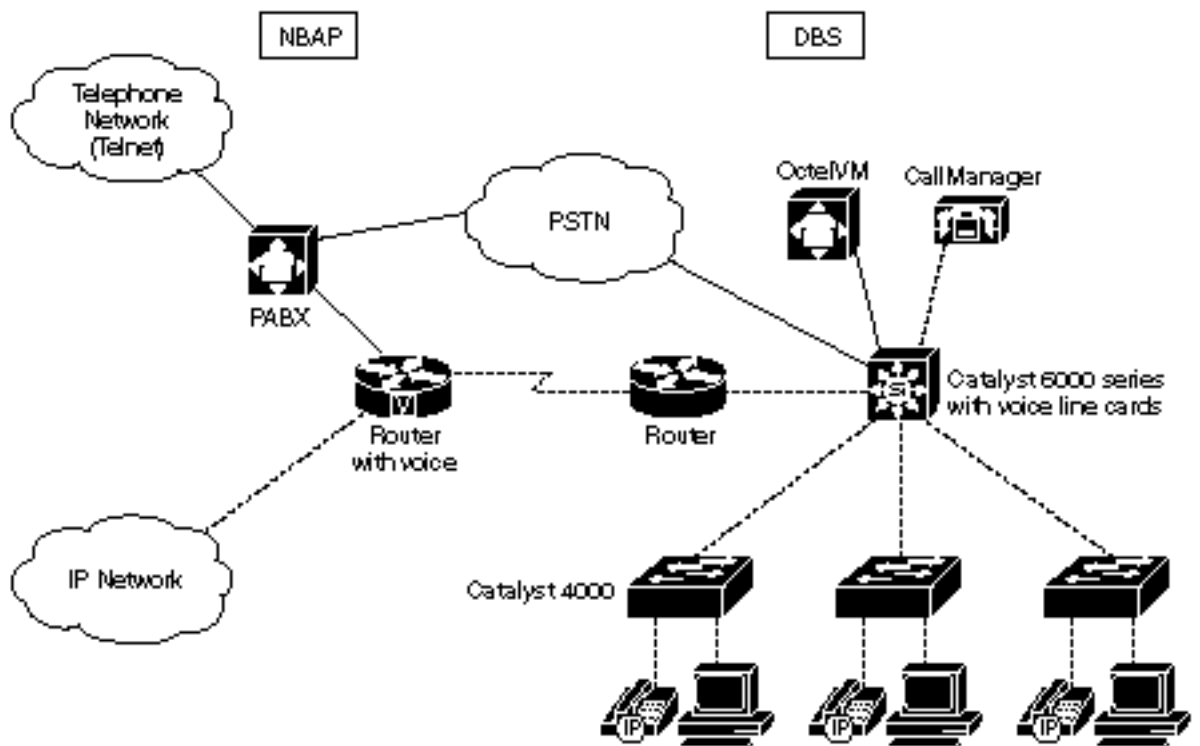 NBAP
DBS
Telephone
Network
(Telnet)
OctelVM
CallManager
PSTN
PABX
Catalyst 6000 series
with voice line cards
Si
V
Router
with voice
Router
IP Network
Catalyst 4000
IP
IP
IP